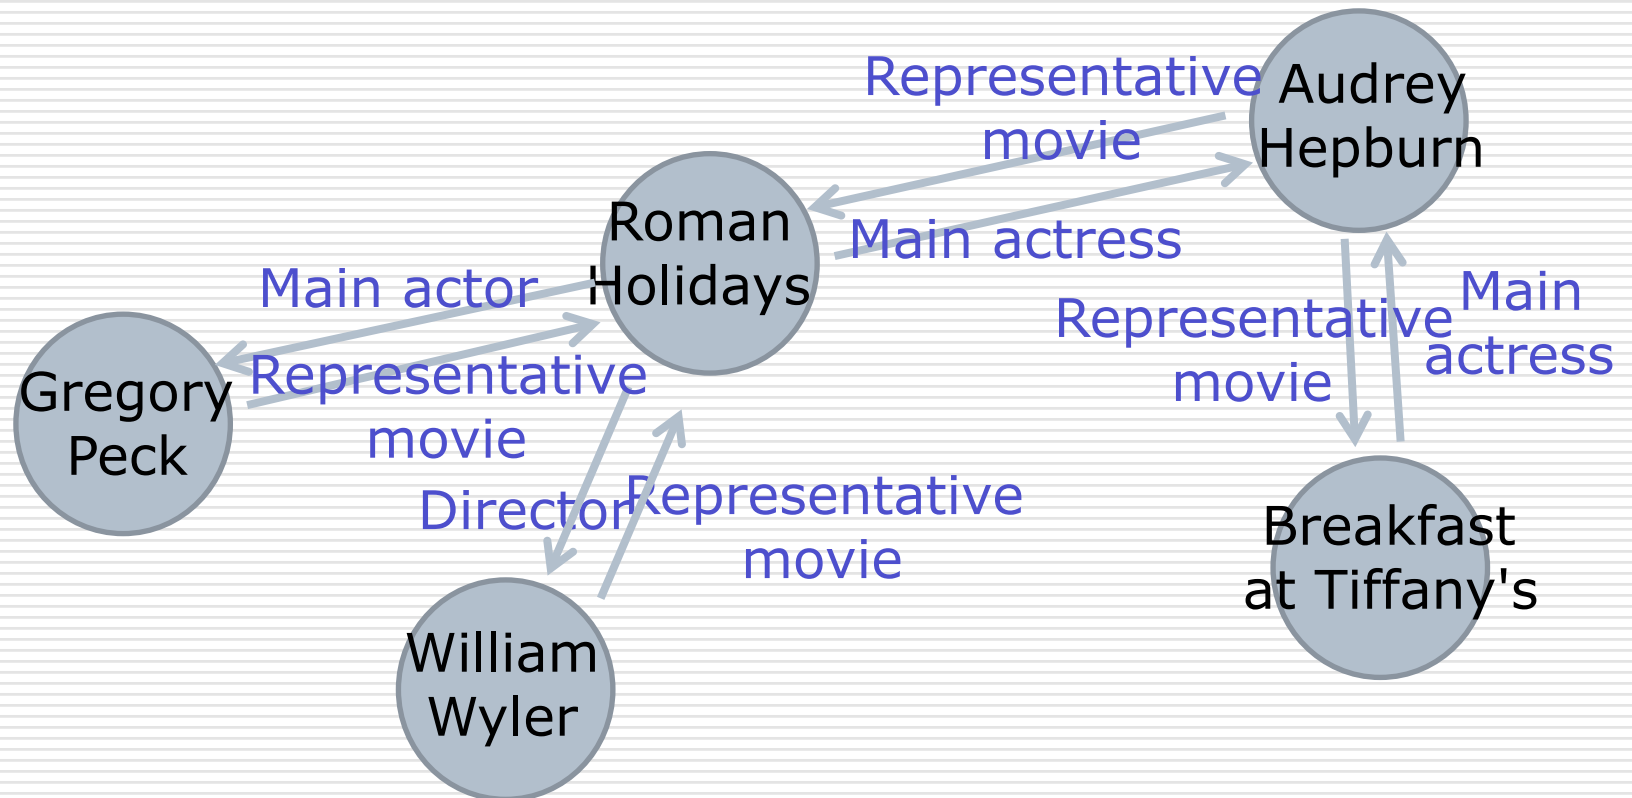 Representative
movie
Audrey
Hepburn
Roman
Holidays
Main actress
Main actor
Representative
movie
Main
actress
Gregory
Peck
Representative
movie
Director
Representative
movie
Breakfast
at Tiffany's
William
Wyler